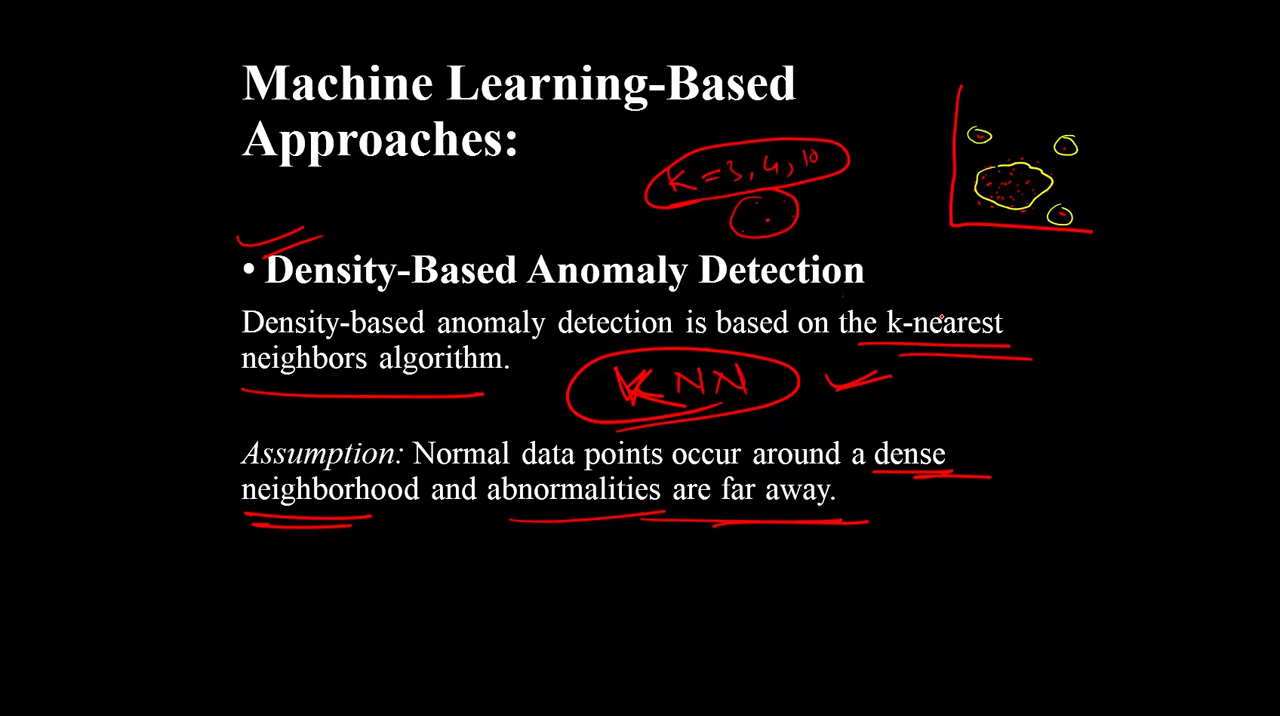 Machine Learning-Based
Approaches:
K = 3, 4, 10
• Density-Based Anomaly Detection
Density-based anomaly detection is based on the k-nearest
neighbors algorithm.
KNN
Assumption: Normal data points occur around a dense
neighborhood and abnormalities are far away.